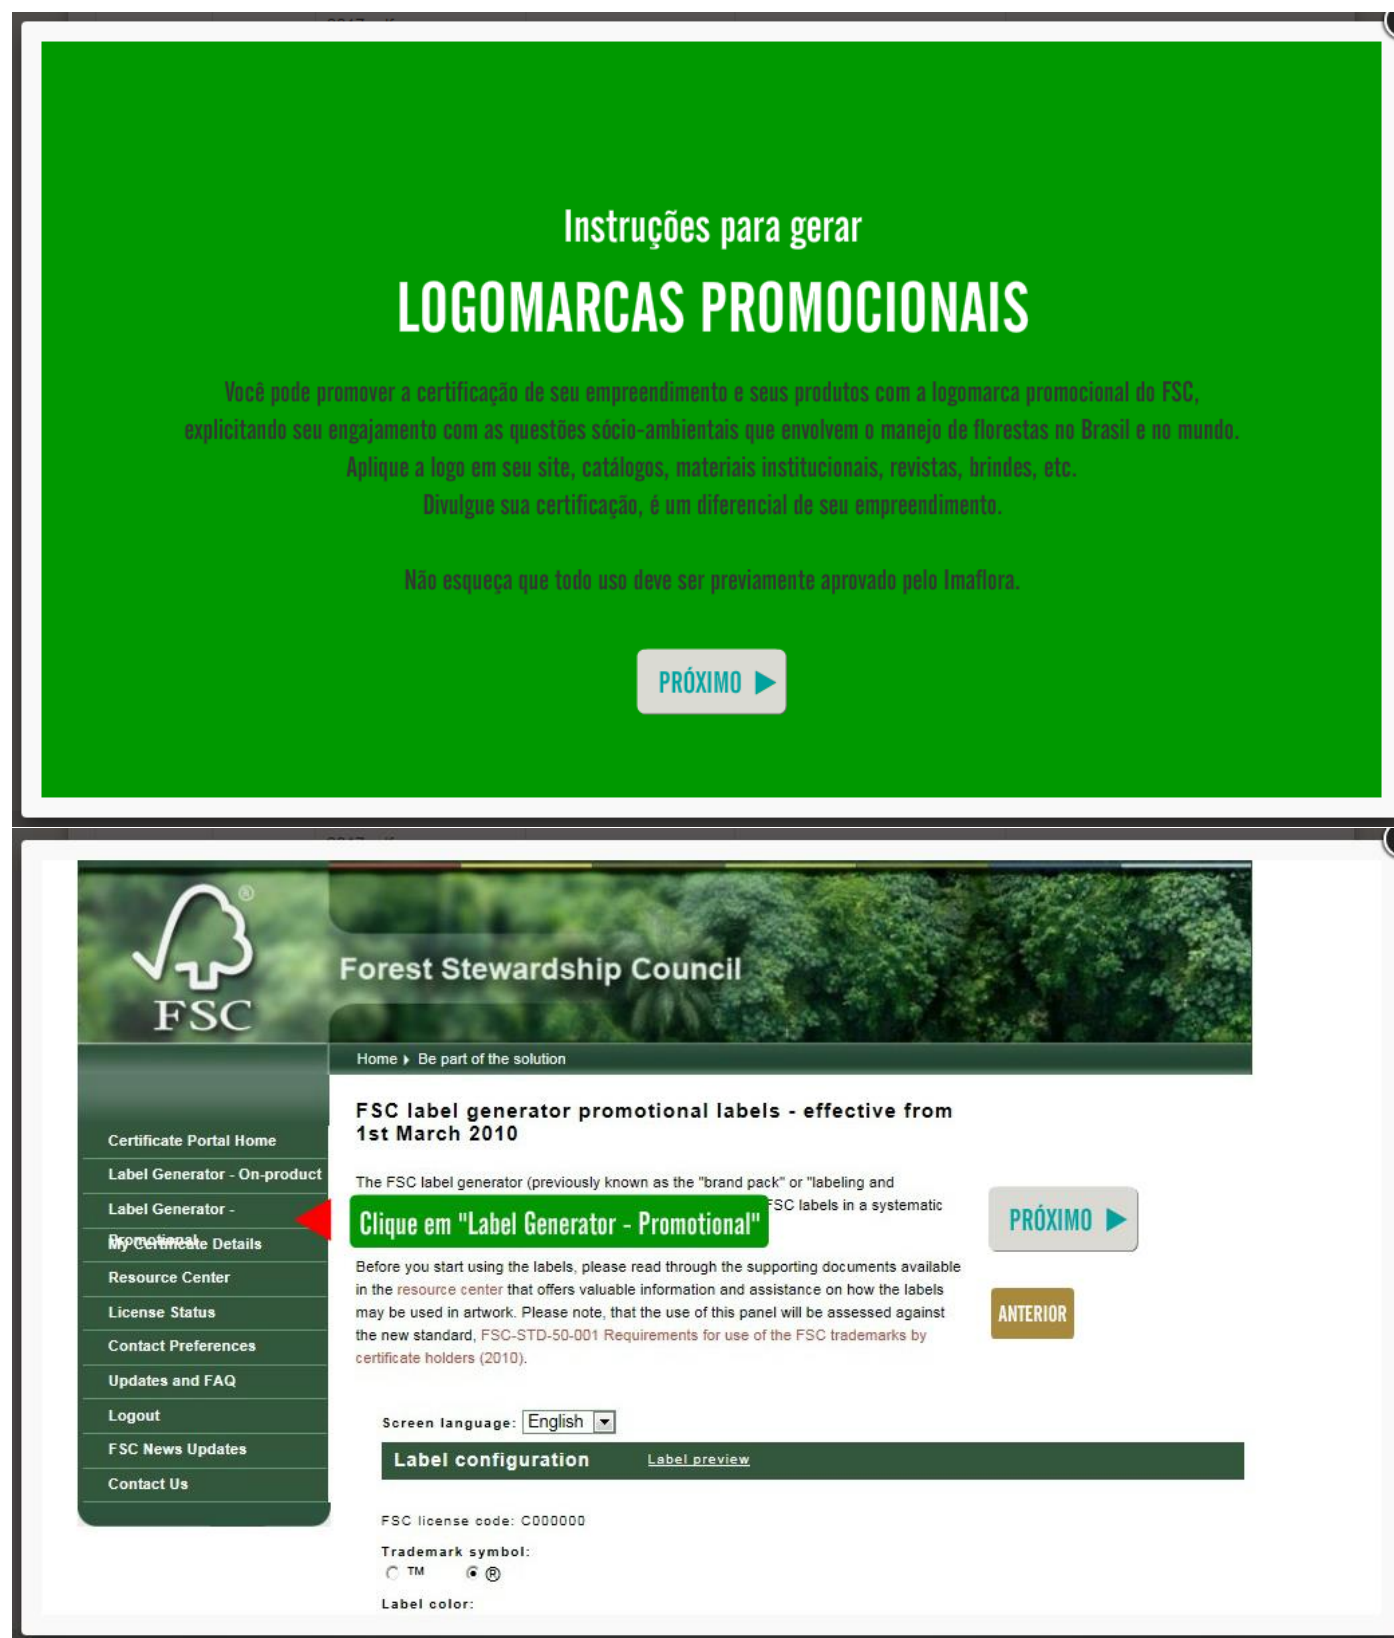 Instruções para gerar
LOGOMARCAS PROMOCIONAIS
Você pode promover a certificação de seu empreendimento e seus produtos com a logomarca promocional do FSC,
explicitando seu engajamento com as questões sócio-ambientais que envolvem o manejo de florestas no Brasil e no mundo.
Aplique a logo em seu site, catálogos, materiais institucionais, revistas, brindes, etc.
Divulgue sua certificação, é um diferencial de seu empreendimento.
Não esqueça que todo uso deve ser previamente aprovado pelo Imaflora.
PRÓXIMO
®
FSC
Forest Stewardship Council
Home Be part of the solution
Certificate Portal Home
Label Generator - On-product
Label Generator -
Promotional
My Certificate Details
Resource Center
License Status
Contact Preferences
Updates and FAQ
Logout
FSC News Updates
Contact Us
FSC label generator promotional labels - effective from
1st March 2010
The FSC label generator (previously known as the "brand pack" or "labeling and
FSC labels in a systematic
Clique em "Label Generator - Promotional"
Before you start using the labels, please read through the supporting documents available
in the resource center that offers valuable information and assistance on how the labels
may be used in artwork. Please note, that the use of this panel will be assessed against
the new standard, FSC-STD-50-001 Requirements for use of the FSC trademarks by
certificate holders (2010).
PRÓXIMO
ANTERIOR
Screen language: English
Label configuration Label preview
FSC license code: C000000
Trademark symbol:
TM ®
Label color: